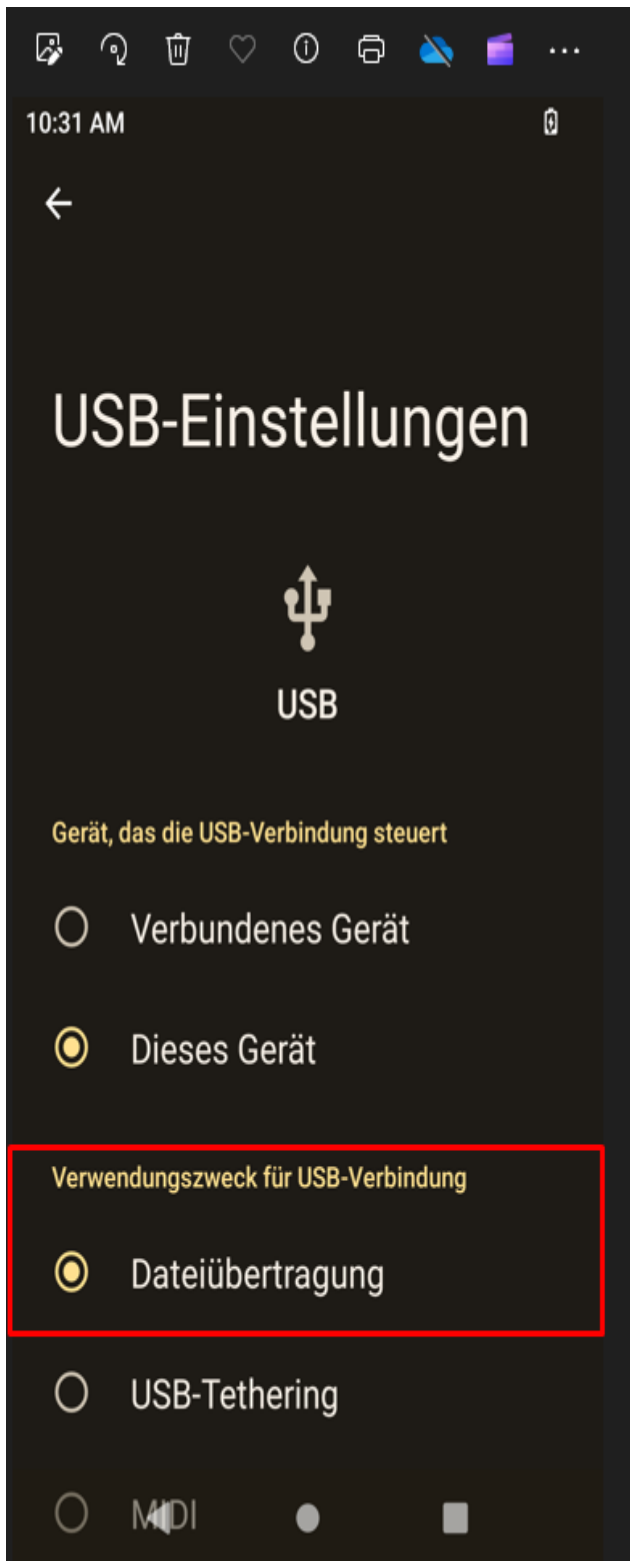 10:31 AM
USB-Einstellungen
USB
Gerät, das die USB-Verbindung steuert
Verbundenes Gerät
Dieses Gerät
Verwendungszweck für USB-Verbindung
Dateiübertragung
USB-Tethering
MIDI